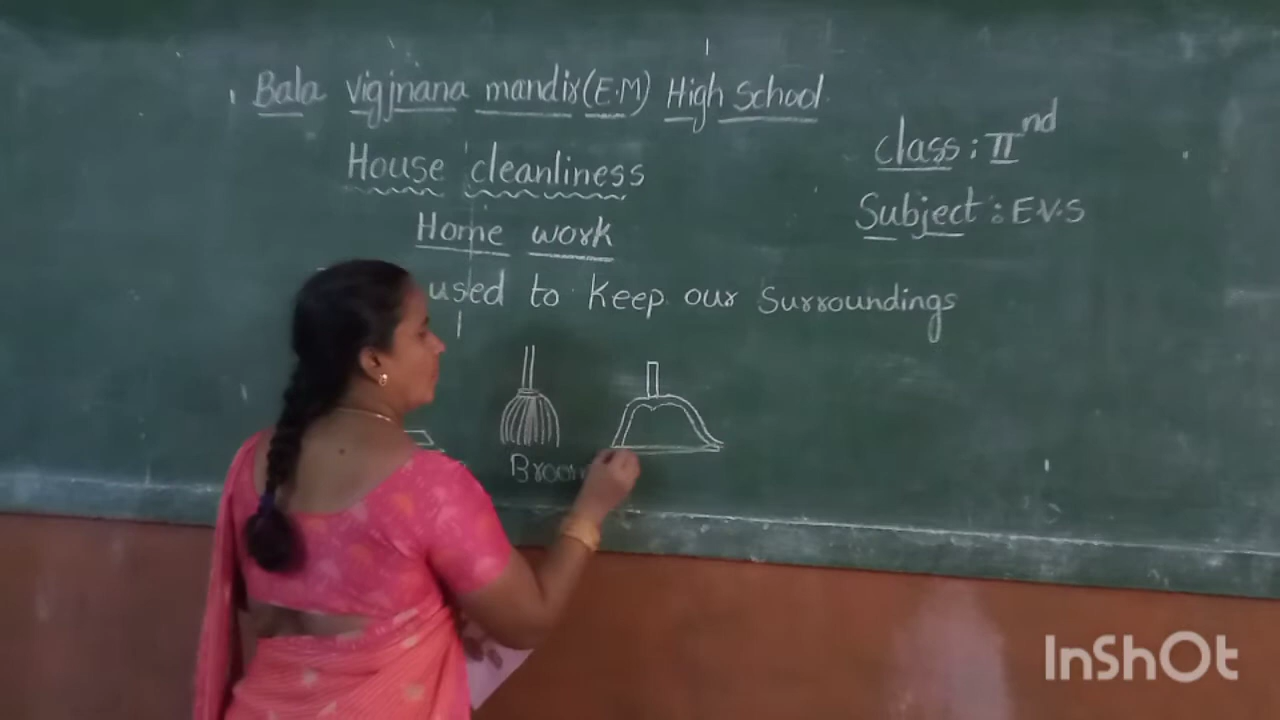 Bala Vigjnana mandir (E.M) High School
Class : IInd
House cleanliness
Subject : E.V.S
Home work
used to keep our surroundings
Broom
InShOt